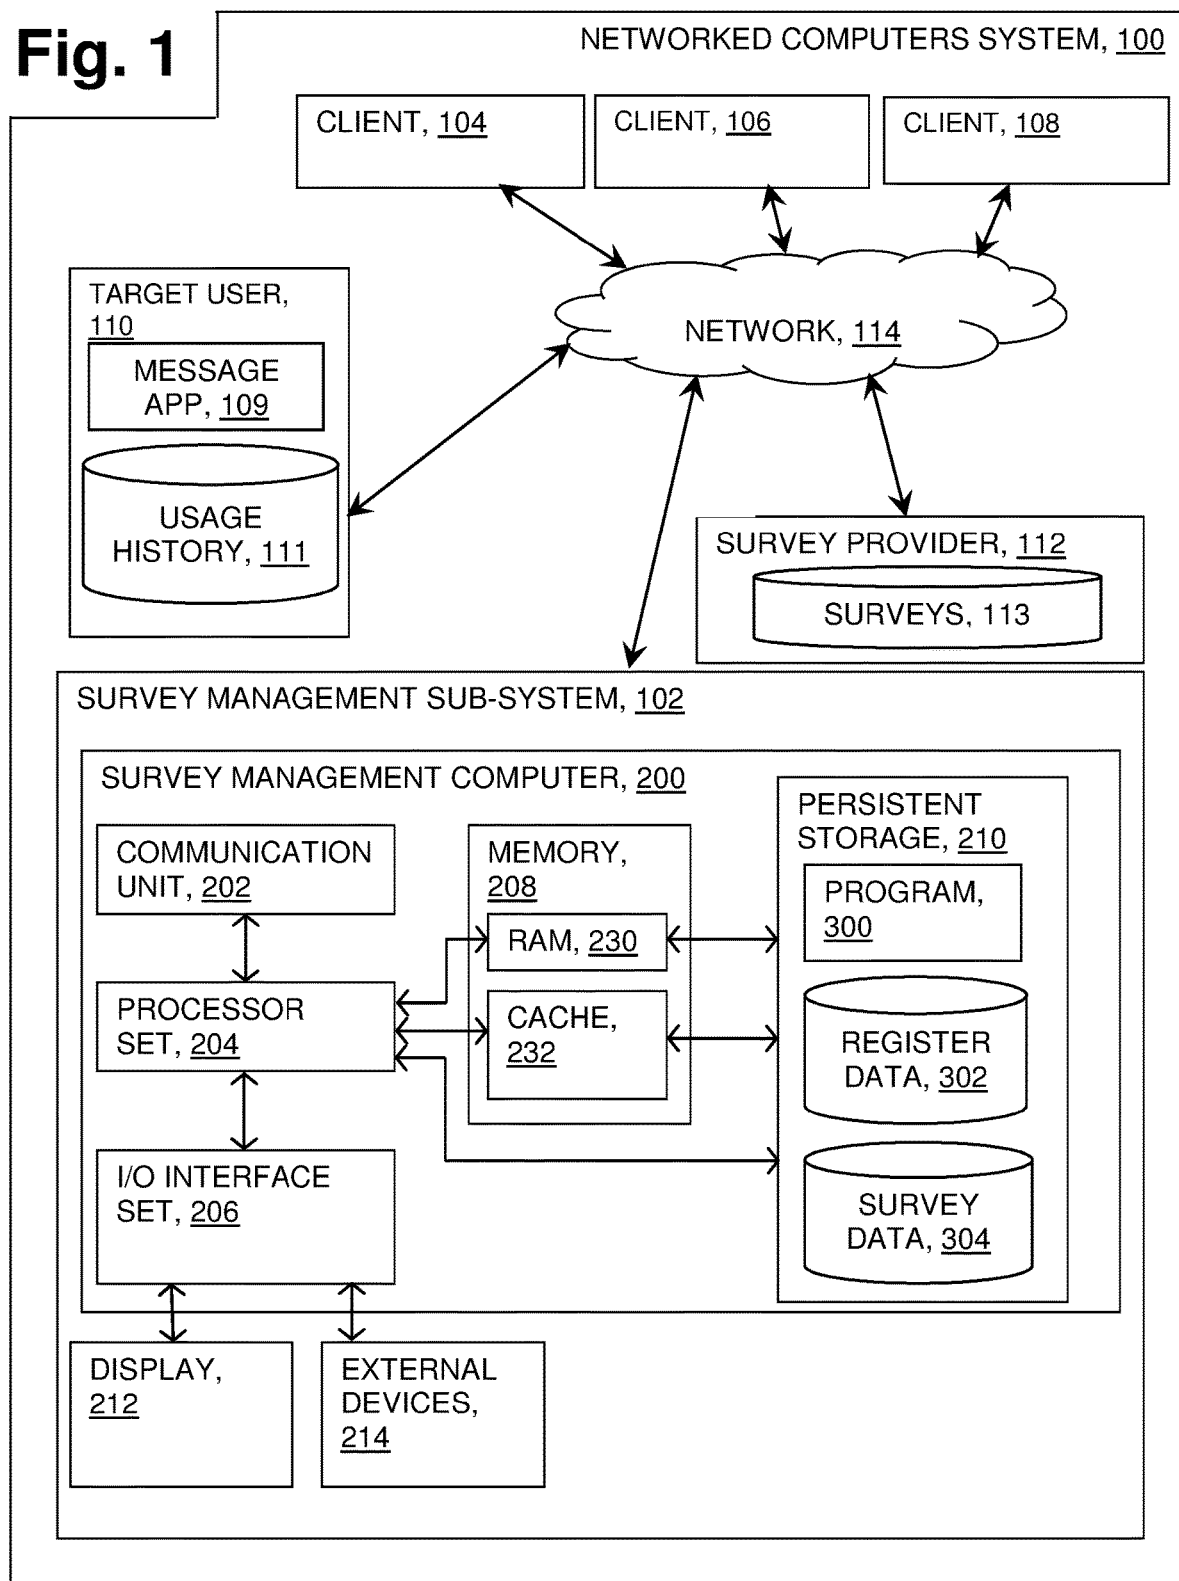 Fig. 1
NETWORKED COMPUTERS SYSTEM, 100
CLIENT, 104
CLIENT, 106
CLIENT, 108
TARGET USER,
110
MESSAGE
APP, 109
USAGE
HISTORY, 111
NETWORK, 114
SURVEY PROVIDER, 112
SURVEYS, 113
SURVEY MANAGEMENT SUB-SYSTEM, 102
SURVEY MANAGEMENT COMPUTER, 200
COMMUNICATION
UNIT, 202
PROCESSOR
SET, 204
I/O INTERFACE
SET, 206
MEMORY,
208
RAM, 230
CACHE,
232
PERSISTENT
STORAGE, 210
PROGRAM,
300
REGISTER
DATA, 302
SURVEY
DATA, 304
DISPLAY,
212
EXTERNAL
DEVICES,
214